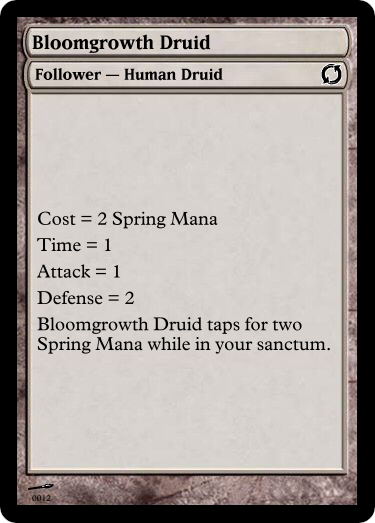 Bloomgrowth Druid
Follower — Human Druid
Cost = 2 Spring Mana
Time = 1
Attack = 1
Defense = 2
Bloomgrowth Druid taps for two
Spring Mana while in your sanctum.
0012